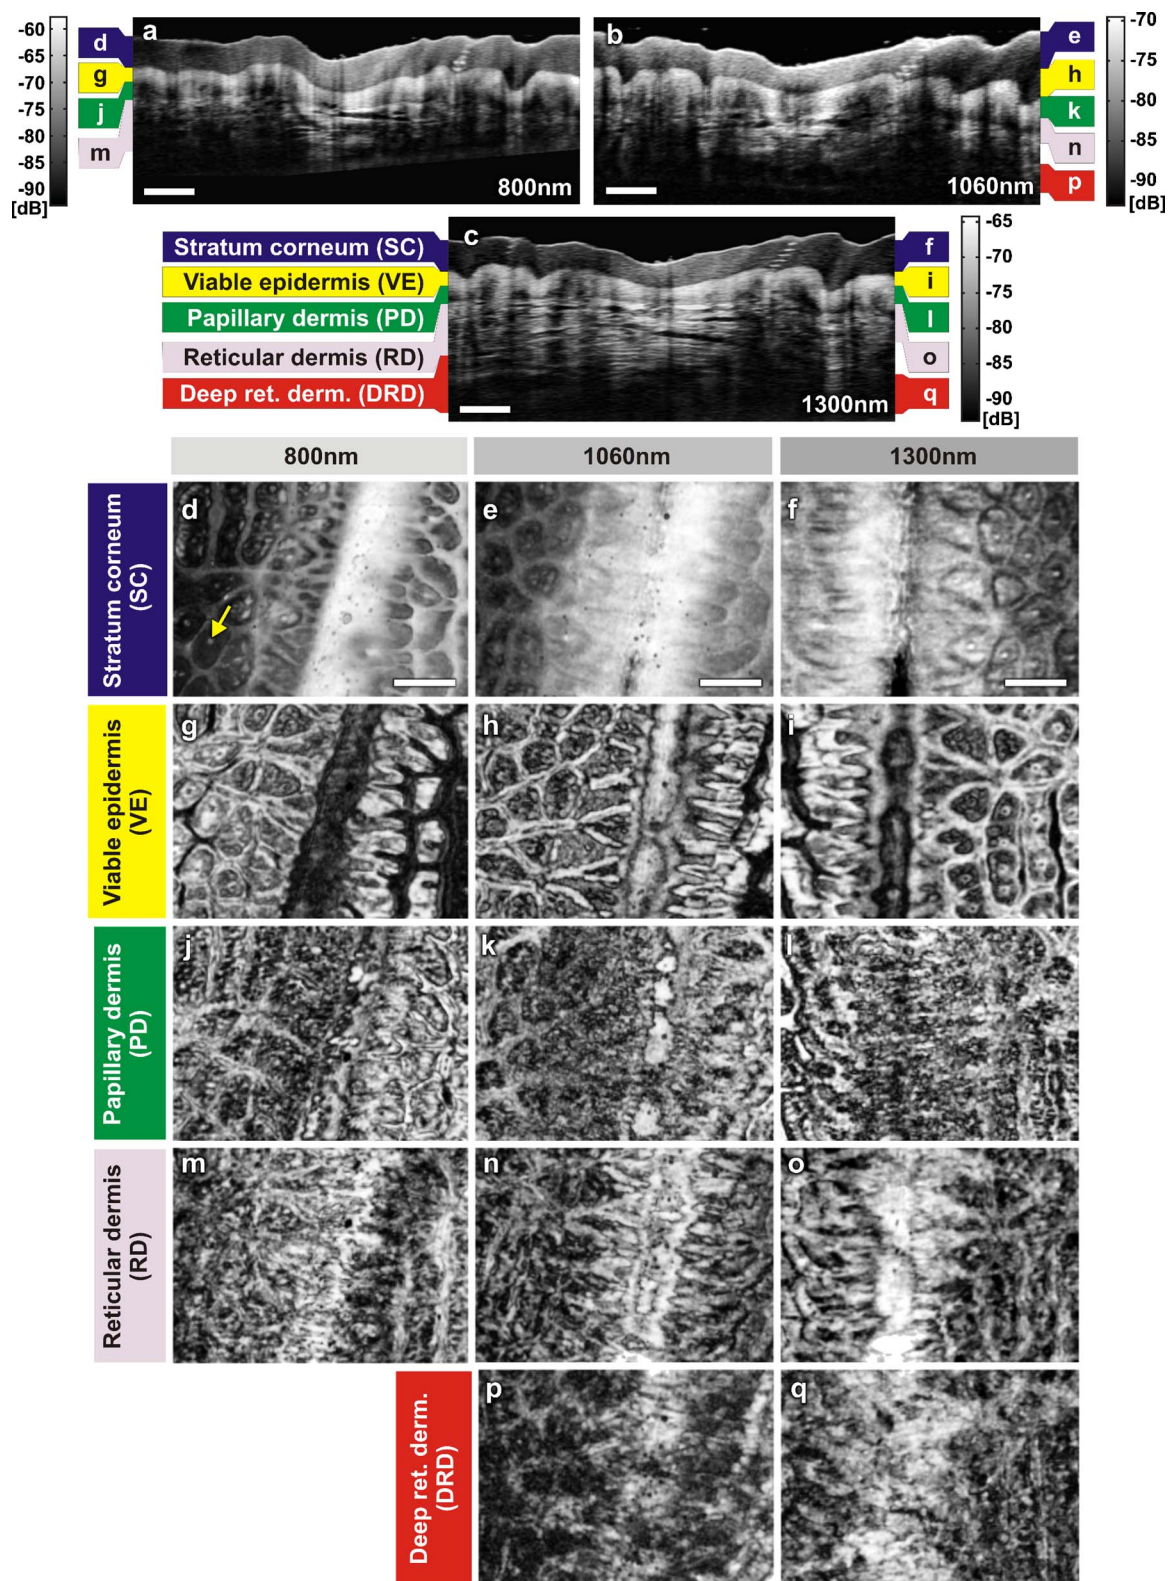 -60
-65
-70
-75
-80
-85
-90
[dB]
d
g
j
m
a
800nm
b
1060nm
e
h
k
n
p
-70
-80
-90
[dB]
Stratum corneum (SC)
Viable epidermis (VE)
Papillary dermis (PD)
Reticular dermis (RD)
Deep ret. derm. (DRD)
c
1300nm
f
i
l
o
q
-65
-70
-75
-80
-85
-90
[dB]
800nm
1060nm
1300nm
Stratum corneum
(SC)
d
e
f
Viable epidermis
(VE)
g
h
i
Papillary dermis
(PD)
j
k
l
Reticular dermis
(RD)
m
n
o
Deep ret. derm.
(DRD)
p
q